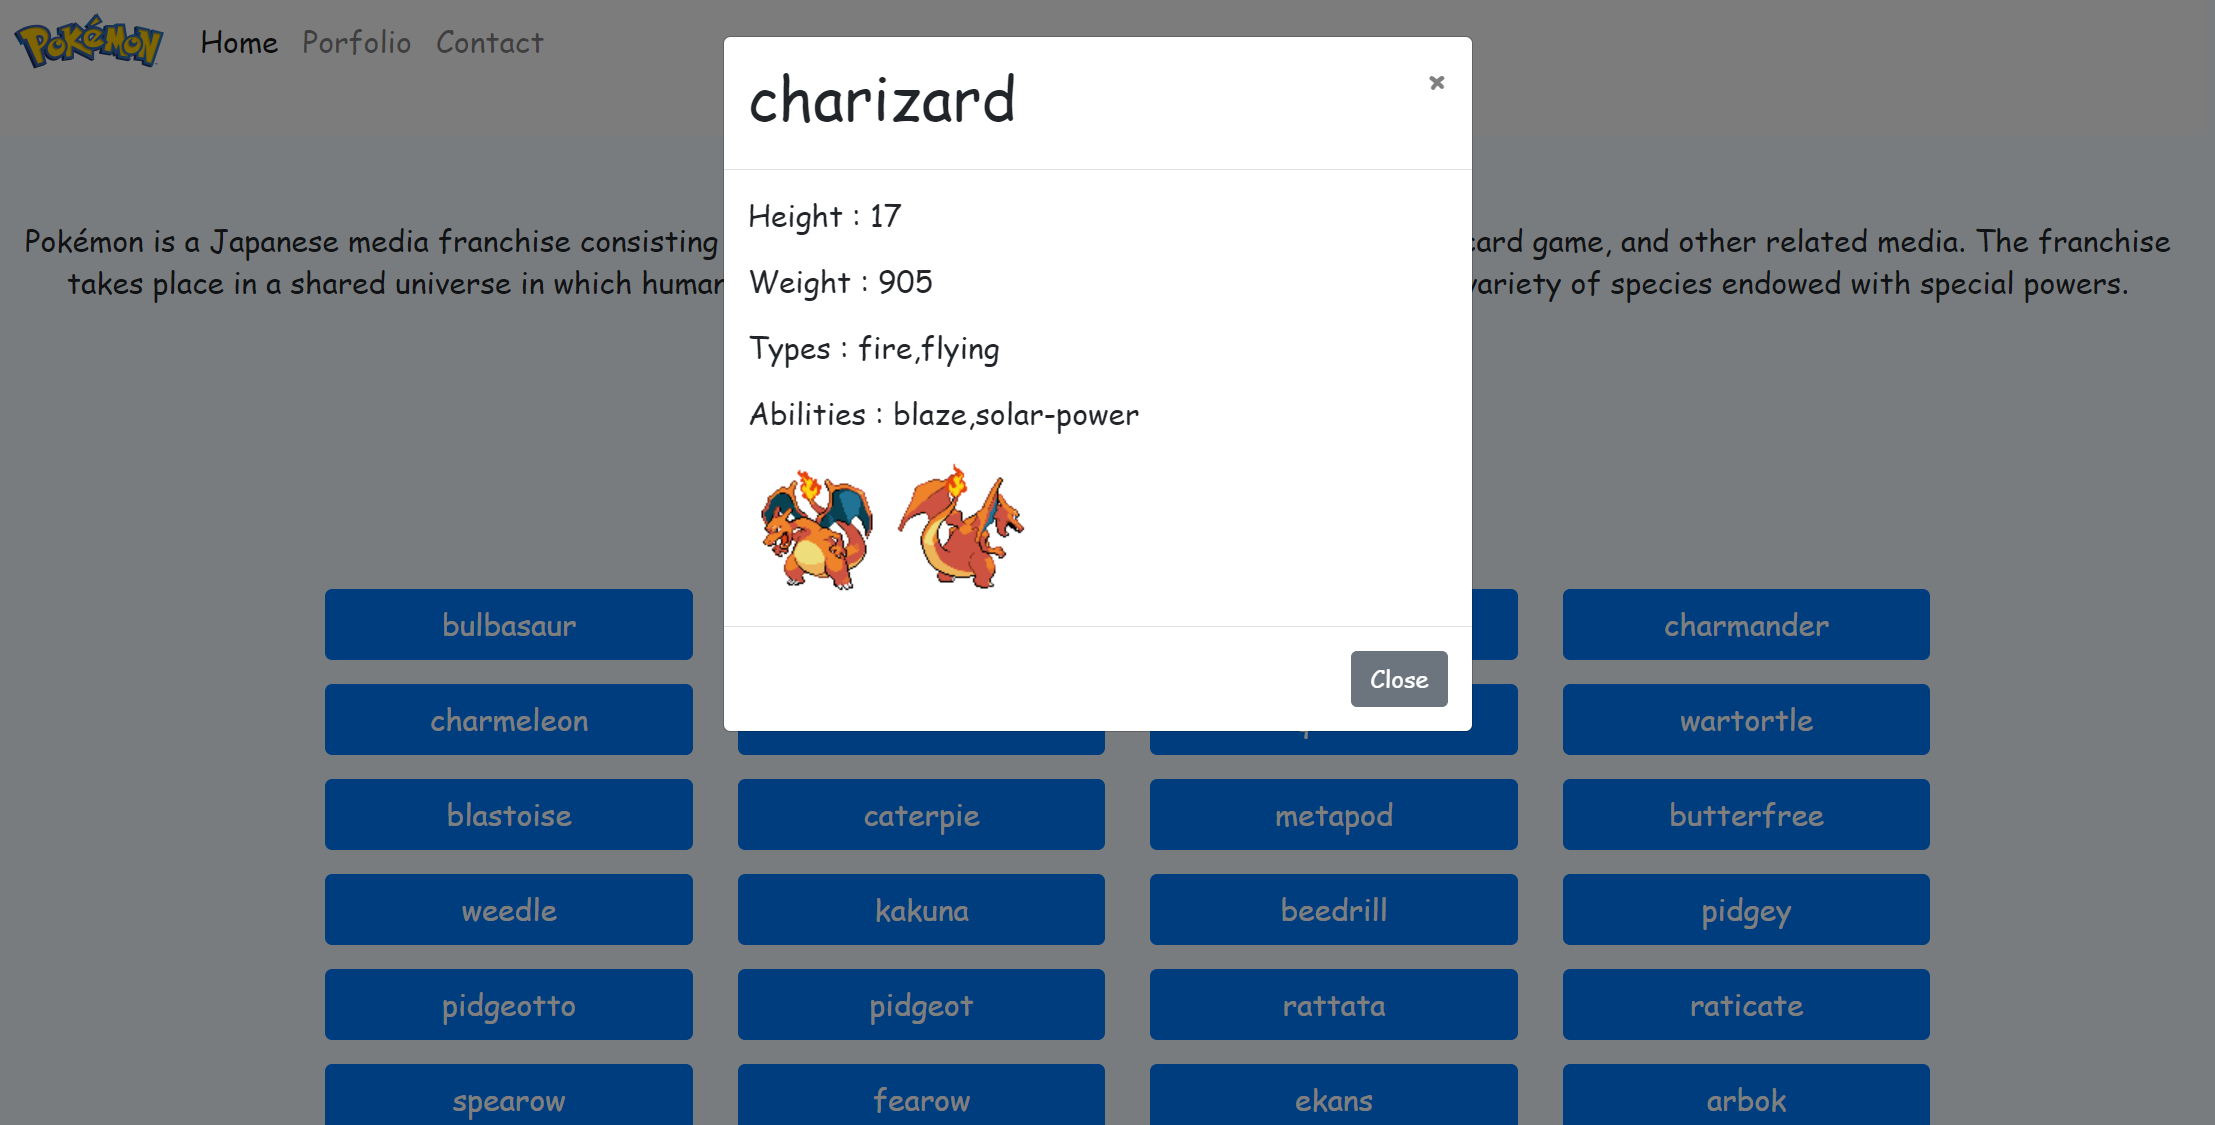 Pokémon
Home Porfolio Contact
charizard
×
Height : 17
Weight : 905
Types : fire,flying
Abilities : blaze,solar-power
Close
Pokémon is a Japanese media franchise consisting card game, and other related media. The franchise
takes place in a shared universe in which variety of species endowed with special powers.
bulbasaur charmander
charmeleon wartortle
blastoise caterpie metapod butterfree
weedle kakuna beedrill pidgey
pidgeotto pidgeot rattata raticate
spearow fearow ekans arbok